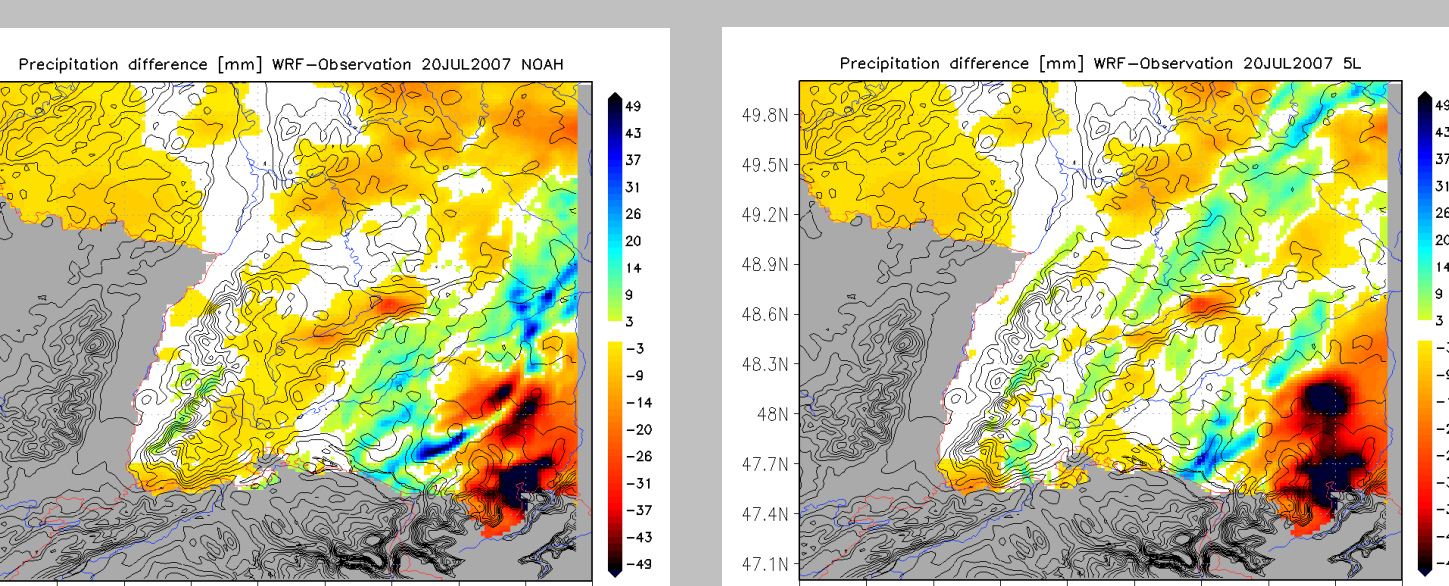 Precipitation difference [mm] WRF-Observation 20JUL2007 NOAH
49
43
37
31
26
20
14
9
3
-3
-9
-14
-20
-26
-31
-37
-43
-49
Precipitation difference [mm] WRF-Observation 20JUL2007 5L
49.8N
49.5N
49.2N
48.9N
48.6N
48.3N
48N
47.7N
47.4N
47.1N
49
43
37
31
26
20
14
9
3